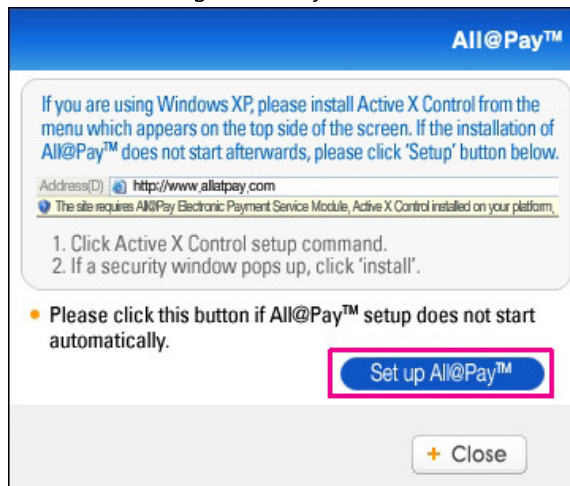 All@Pay™
If you are using Windows XP, please install Active X Control from the
menu which appears on the top side of the screen. If the installation of
All@Pay™ does not start afterwards, please click 'Setup' button below.
Address(D) http://www.allatpay.com
The site requires All@Pay Electronic Payment Service Module, Active X Control installed on your platform,
1. Click Active X Control setup command.
2. If a security window pops up, click 'install'.
Please click this button if All@Pay™ setup does not start
automatically.
Set up All@Pay™
+ Close